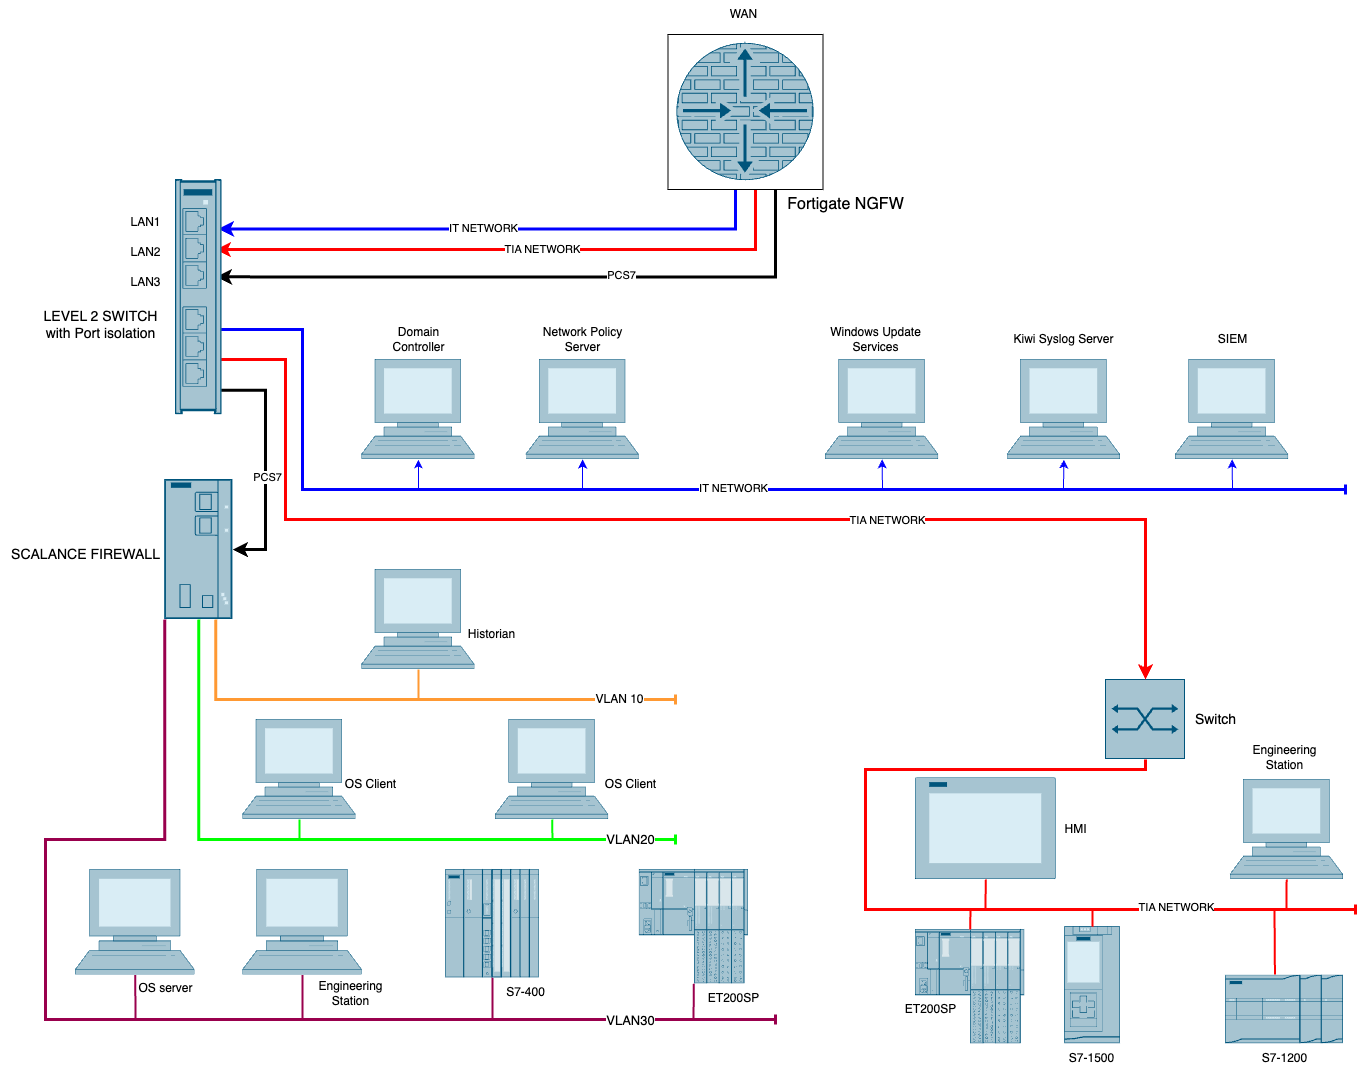 WAN
Fortigate NGFW
LAN1
IT NETWORK
LAN2
TIA NETWORK
LAN3
PCS7
LEVEL 2 SWITCH
with Port isolation
Domain
Controller
Network Policy
Server
Windows Update
Services
Kiwi Syslog Server
SIEM
PCS7
IT NETWORK
TIA NETWORK
SCALANCE FIREWALL
Historian
VLAN 10
Switch
OS Client
OS Client
Engineering
Station
HMI
VLAN20
TIA NETWORK
OS server
Engineering
Station
S7-400
ET200SP
VLAN30
ET200SP
S7-1500
S7-1200